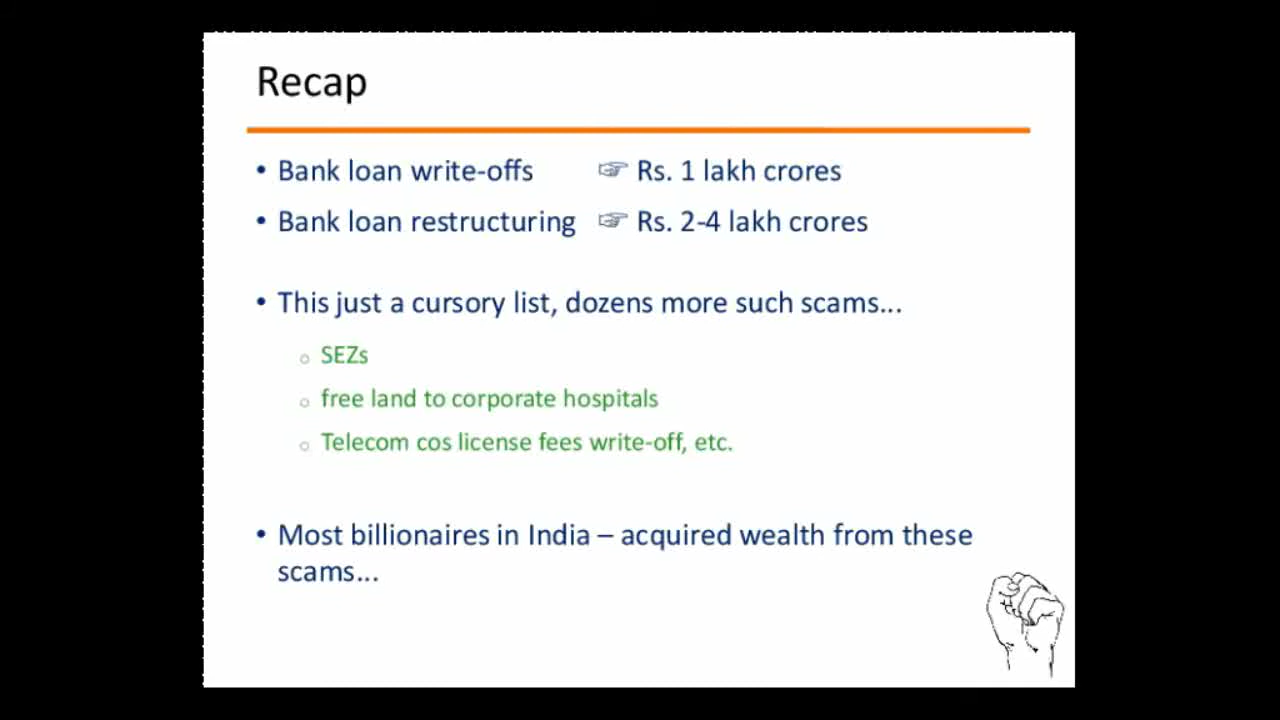 Recap
• Bank loan write-offs ☞ Rs. 1 lakh crores
• Bank loan restructuring ☞ Rs. 2-4 lakh crores
• This just a cursory list, dozens more such scams...
o SEZs
o free land to corporate hospitals
o Telecom cos license fees write-off, etc.
• Most billionaires in India – acquired wealth from these
scams...